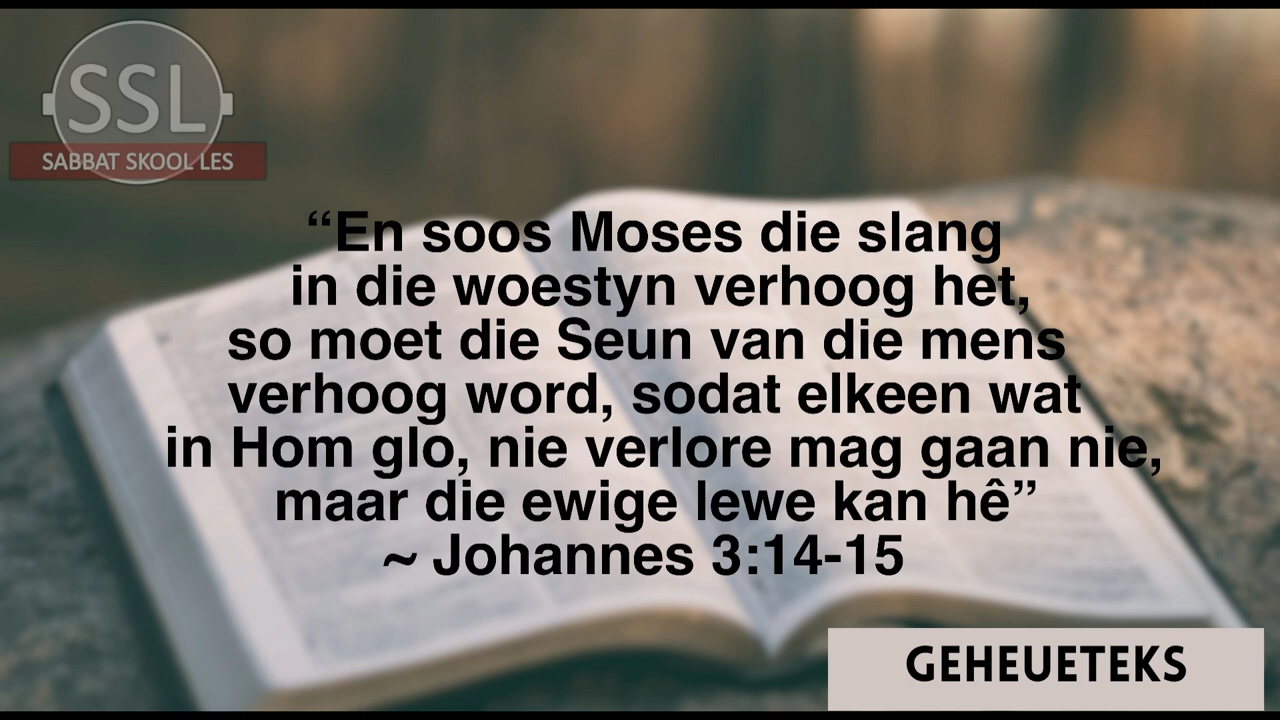 SSL
SABBAT SKOOL LES
“En soos Moses die slang
in die woestyn verhoog het,
so moet die Seun van die mens
verhoog word, sodat elkeen wat
in Hom glo, nie verlore mag gaan nie,
maar die ewige lewe kan hê”
~ Johannes 3:14-15
GEHEUETEKS